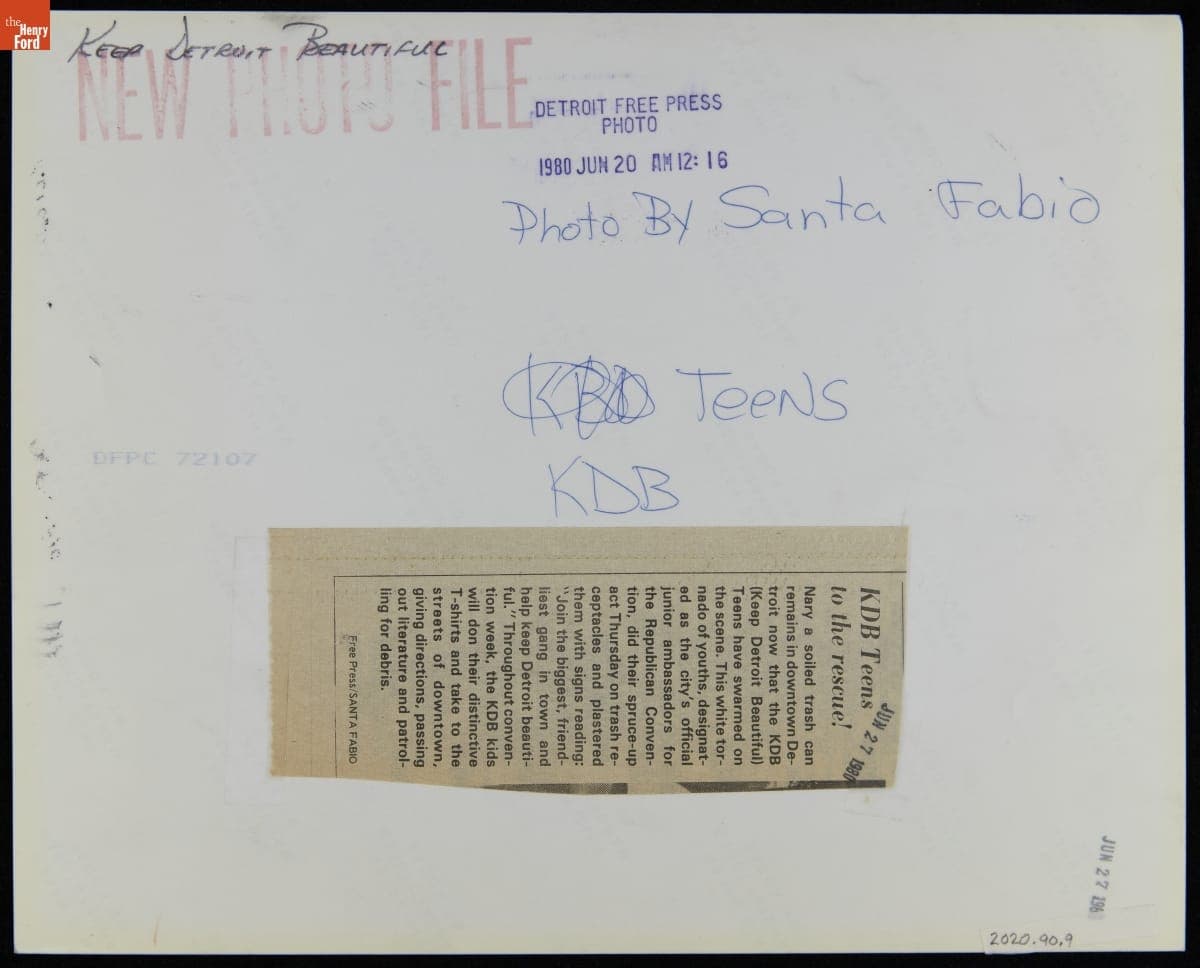 the
Henry
Ford
Keep Detroit Beautiful
NEW PHOTO FILE
DETROIT FREE PRESS
PHOTO
1980 JUN 20 AM 12:16
Photo By Santa Fabio
KBD Teens
KDB
DFPC 72107
KDB Teens
to the rescue!
JUN 27 1980
Nary a soiled trash can
remains in downtown De-
troit now that the KDB
(Keep Detroit Beautiful)
Teens have swarmed on
the scene. This white tor-
nado of youths, designat-
ed as the city's official
junior ambassadors for
the Republican Conven-
tion, did their spruce-up
act Thursday on trash re-
ceptacles and plastered
them with signs reading:
"Join the biggest, friend-
liest gang in town and
help keep Detroit beauti-
ful." Throughout conven-
tion week, the KDB kids
will don their distinctive
T-shirts and take to the
streets of downtown,
giving directions, passing
out literature and patrol-
ling for debris.
Free Press/SANTA FABIO
JUN 27
2020.90.9